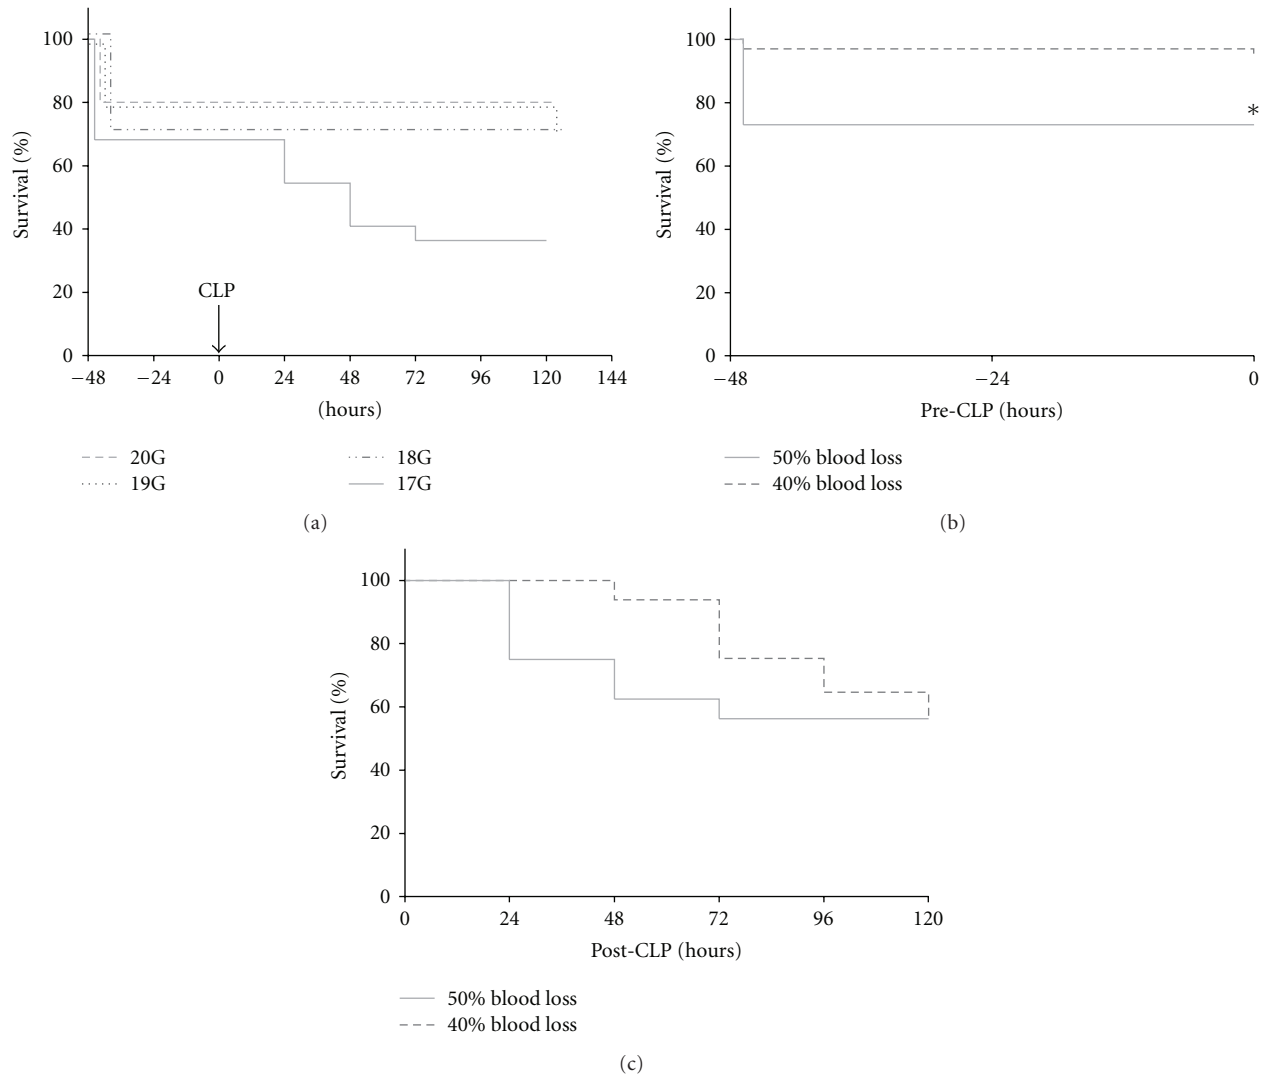 100
80
60
40
20
0
Survival (%)
CLP
−48 −24 0 24 48 72 96 120 144
(hours)
20G 18G
19G 17G
(a)
100
80
60
40
20
0
Survival (%)
*
−48 −24 0
Pre-CLP (hours)
50% blood loss
40% blood loss
(b)
100
80
60
40
20
0
Survival (%)
0 24 48 72 96 120
Post-CLP (hours)
50% blood loss
40% blood loss
(c)